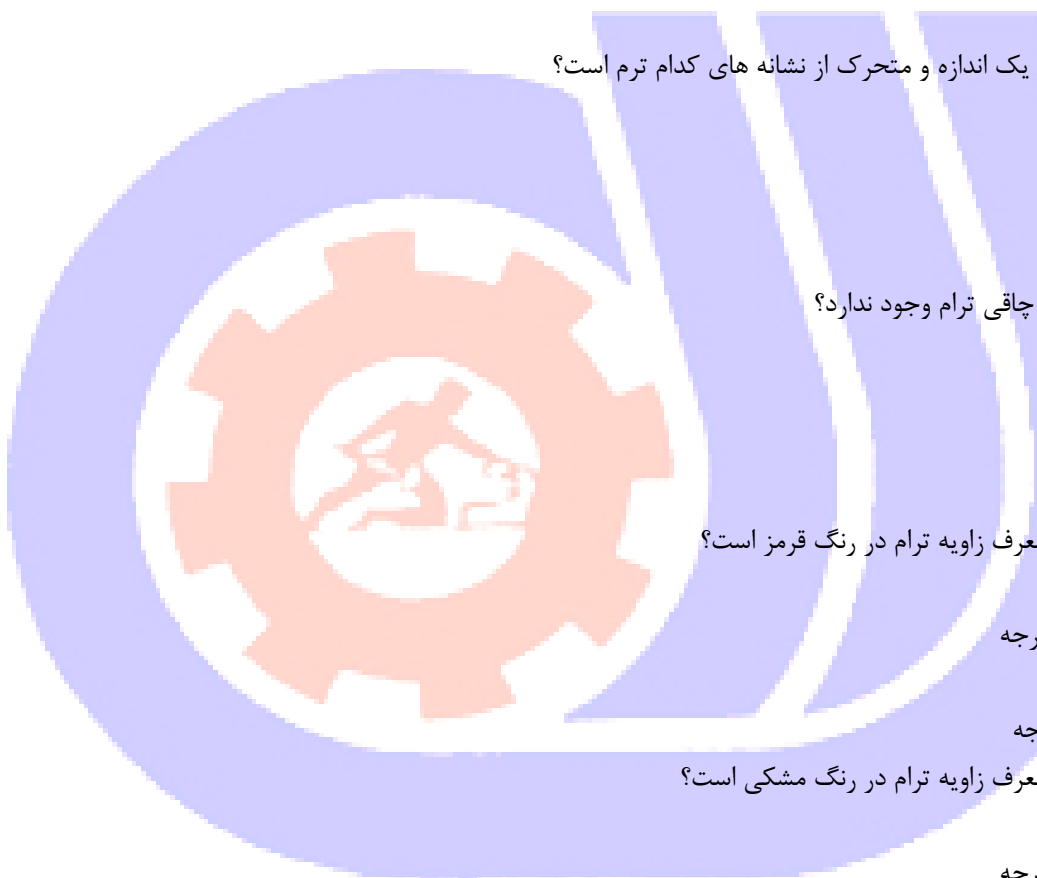 یک اندازه و متحرک از نشانه های کدام ترم است؟
چاقی ترام وجود ندارد؟
عرف زاویه ترام در رنگ قرمز است؟
رجه
جه
عرف زاویه ترام در رنگ مشکی است؟
رجه